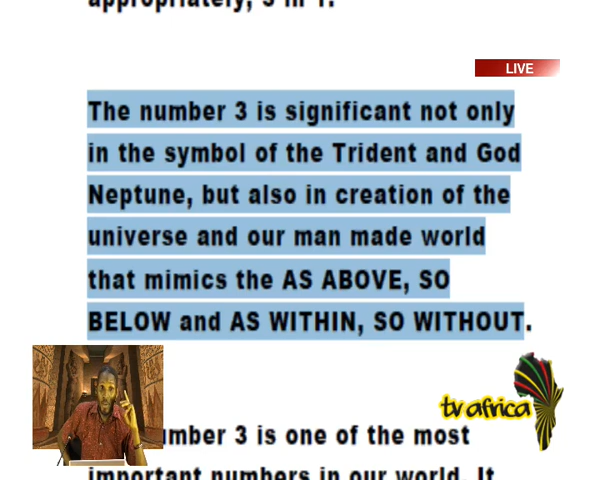 appropriately, 3 in 1.
LIVE
The number 3 is significant not only
in the symbol of the Trident and God
Neptune, but also in creation of the
universe and our man made world
that mimics the AS ABOVE, SO
BELOW and AS WITHIN, SO WITHOUT.
tv africa
number 3 is one of the most
important numbers in our world. It